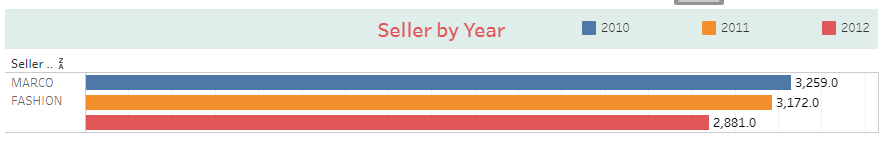 Seller by Year
2010
2011
2012
Seller ..
MARCO
FASHION
3,259.0
3,172.0
2,881.0